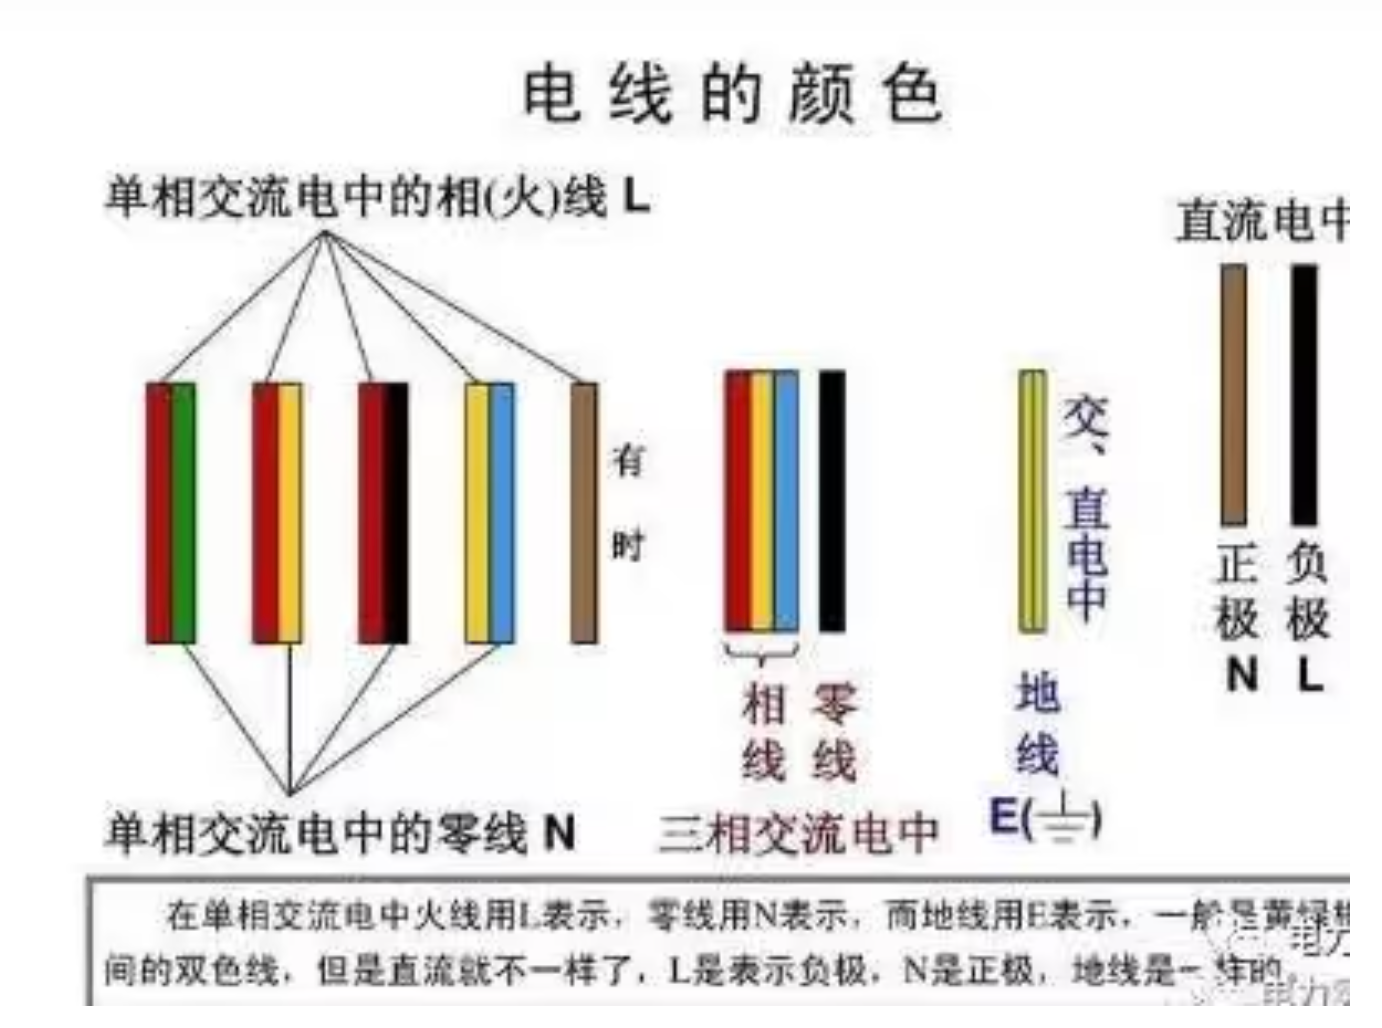 电线的颜色
单相交流电中的相(火)线 L
直流电中
有时
交、直电中
正极 N
负极 L
相线
零线
地线
E( )
单相交流电中的零线 N
三相交流电中
在单相交流电中火线用L表示，零线用N表示，而地线用E表示，一般是黄绿相
间的双色线，但是直流就不一样了，L是表示负极，N是正极，地线是一样的。
电力
电力